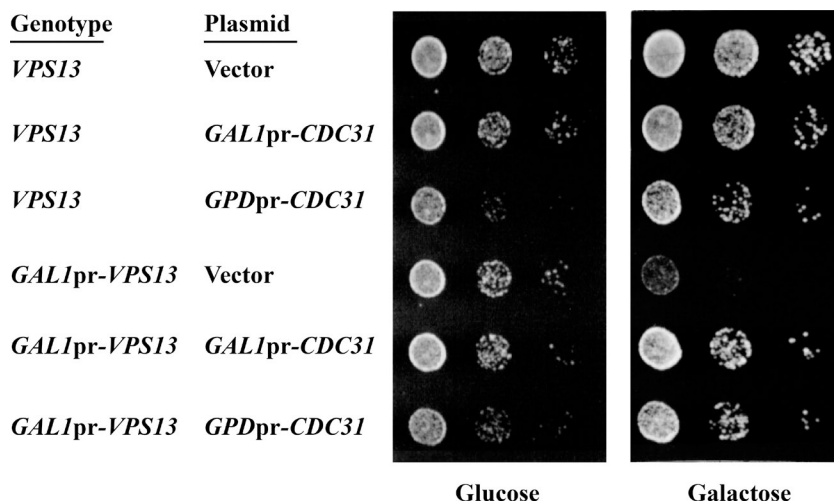 Genotype Plasmid
VPS13 Vector
VPS13 GAL1pr-CDC31
VPS13 GPDpr-CDC31
GAL1pr-VPS13 Vector
GAL1pr-VPS13 GAL1pr-CDC31
GAL1pr-VPS13 GPDpr-CDC31
Glucose Galactose